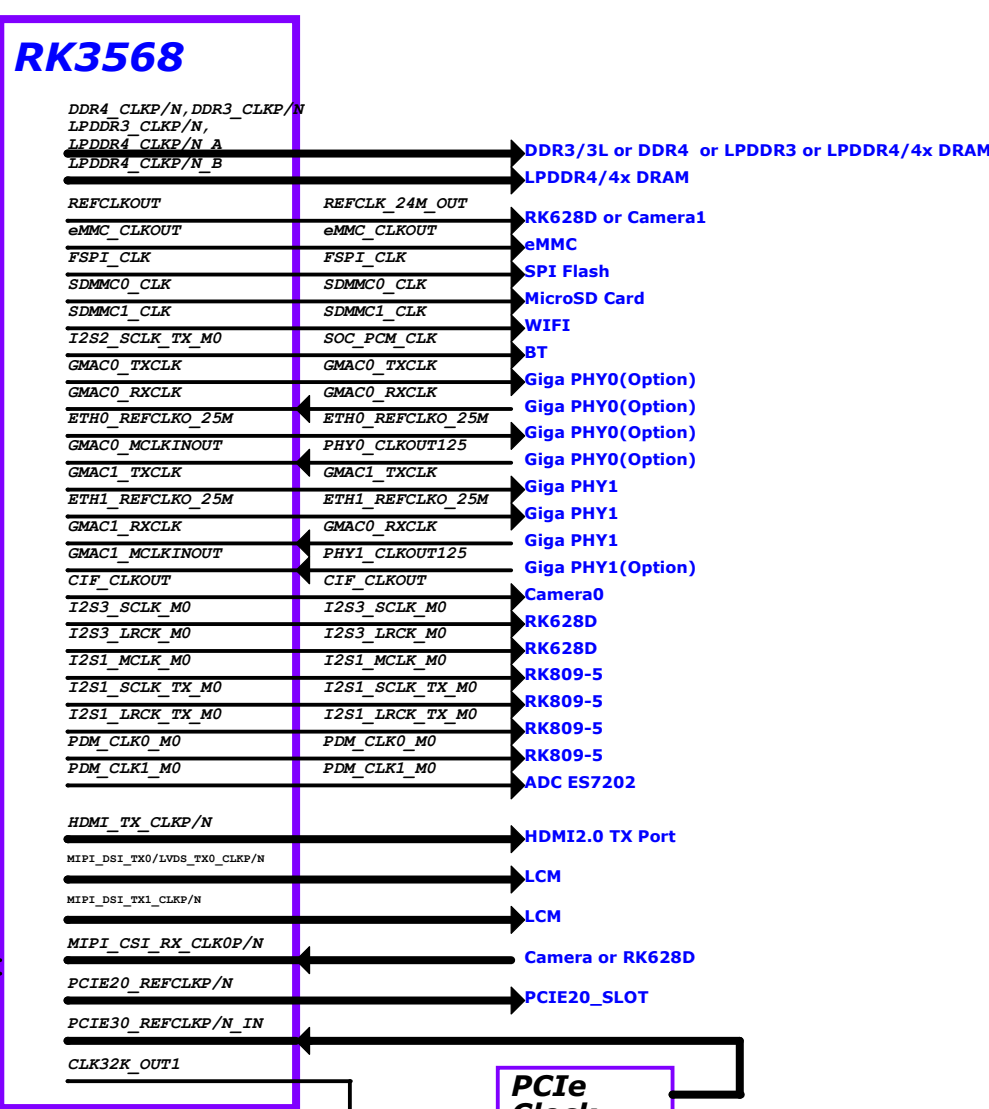 RK3568
DDR4_CLKP/N,DDR3_CLKP/N
LPDDR3_CLKP/N,
LPDDR4_CLKP/N_A
DDR3/3L or DDR4 or LPDDR3 or LPDDR4/4x DRAM
LPDDR4_CLKP/N_B
LPDDR4/4x DRAM
REFCLKOUT REFCLK_24M_OUT
RK628D or Camera1
eMMC_CLKOUT eMMC_CLKOUT
eMMC
FSPI_CLK FSPI_CLK
SPI Flash
SDMMC0_CLK SDMMC0_CLK
MicroSD Card
SDMMC1_CLK SDMMC1_CLK
WIFI
I2S2_SCLK_TX_M0 SOC_PCM_CLK
BT
GMAC0_TXCLK GMAC0_TXCLK
Giga PHY0(Option)
GMAC0_RXCLK GMAC0_RXCLK
Giga PHY0(Option)
ETH0_REFCLKO_25M ETH0_REFCLKO_25M
Giga PHY0(Option)
GMAC0_MCLKINOUT PHY0_CLKOUT125
Giga PHY0(Option)
GMAC1_TXCLK GMAC1_TXCLK
Giga PHY1
ETH1_REFCLKO_25M ETH1_REFCLKO_25M
Giga PHY1
GMAC1_RXCLK GMAC0_RXCLK
Giga PHY1
GMAC1_MCLKINOUT PHY1_CLKOUT125
Giga PHY1(Option)
CIF_CLKOUT CIF_CLKOUT
Camera0
I2S3_SCLK_M0 I2S3_SCLK_M0
RK628D
I2S3_LRCK_M0 I2S3_LRCK_M0
RK628D
I2S1_MCLK_M0 I2S1_MCLK_M0
RK809-5
I2S1_SCLK_TX_M0 I2S1_SCLK_TX_M0
RK809-5
I2S1_LRCK_TX_M0 I2S1_LRCK_TX_M0
RK809-5
PDM_CLK0_M0 PDM_CLK0_M0
RK809-5
PDM_CLK1_M0 PDM_CLK1_M0
ADC ES7202
HDMI_TX_CLKP/N
HDMI2.0 TX Port
MIPI_DSI_TX0/LVDS_TX0_CLKP/N
LCM
MIPI_DSI_TX1_CLKP/N
LCM
MIPI_CSI_RX_CLK0P/N
Camera or RK628D
PCIE20_REFCLKP/N
PCIE20_SLOT
PCIE30_REFCLKP/N_IN
CLK32K_OUT1
PCIe
Clock